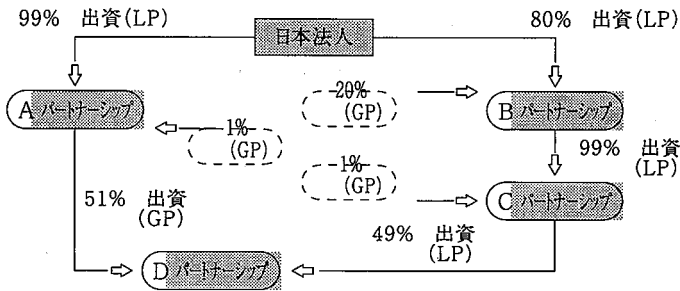 99% 出資(LP)
日本法人
80% 出資(LP)
A パートナーシップ
20%
(GP)
B パートナーシップ
1%
(GP)
99% 出資
(LP)
1%
(GP)
C パートナーシップ
51% 出資
(GP)
49% 出資
(LP)
D パートナーシップ